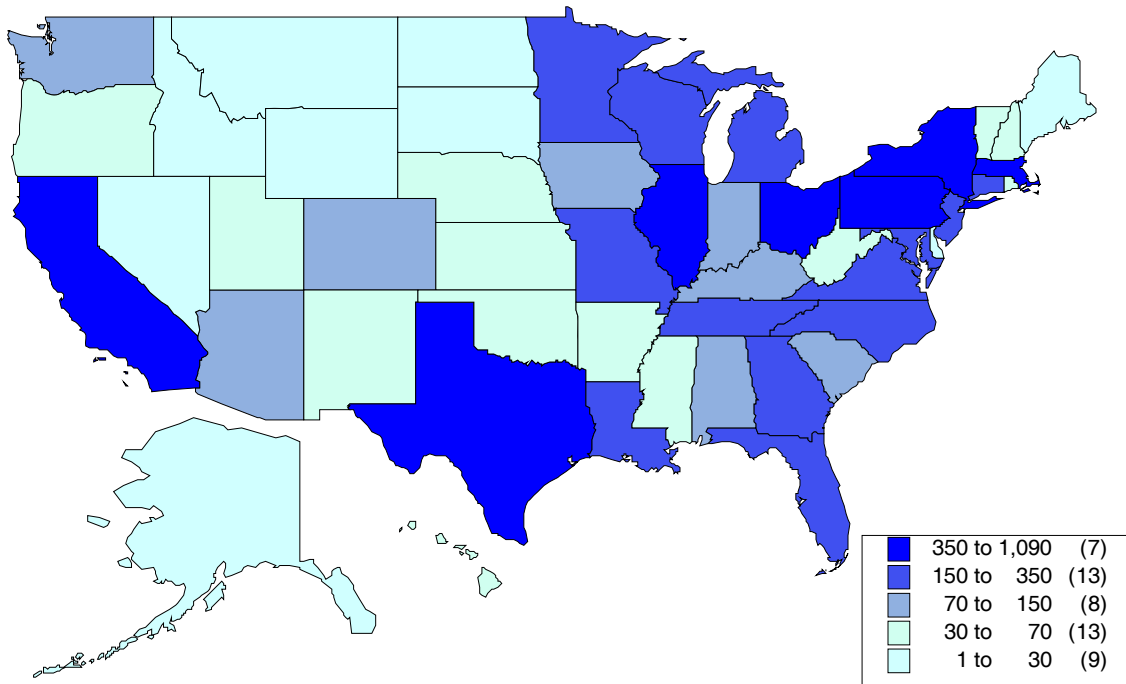 350 to 1,090 (7)
150 to 350 (13)
70 to 150 (8)
30 to 70 (13)
1 to 30 (9)